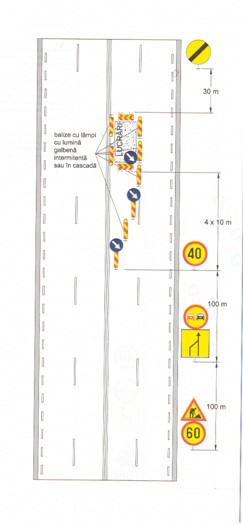 30 m
balize cu lămpi
cu lumină
galbenă
intermitentă
sau în cascadă
LUCRĂRI
4 x 10 m
40
100 m
100 m
60